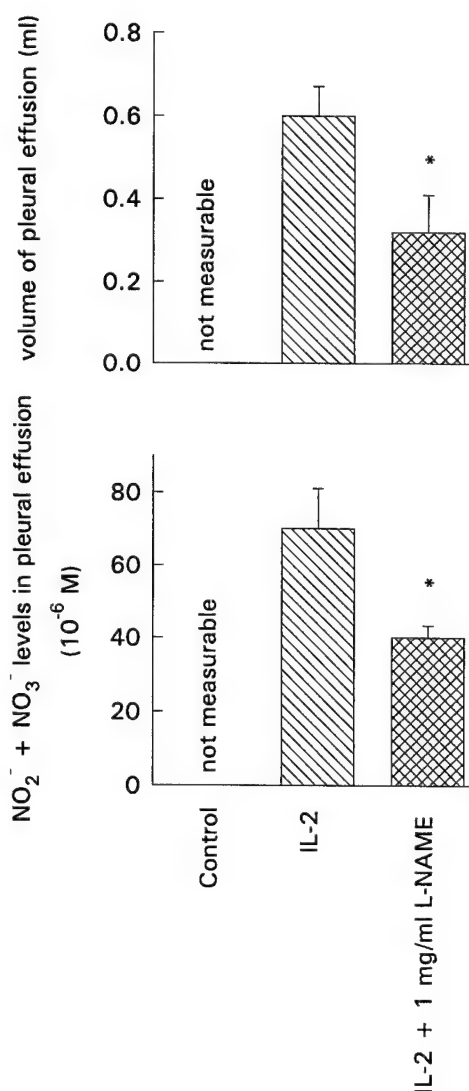 volume of pleural effusion (ml)
0.8
0.6
0.4
0.2
0.0
not measurable
*
NO₂⁻ + NO₃⁻ levels in pleural effusion
(10⁻⁶ M)
80
60
40
20
0
not measurable
*
Control
IL-2
IL-2 + 1 mg/ml L-NAME